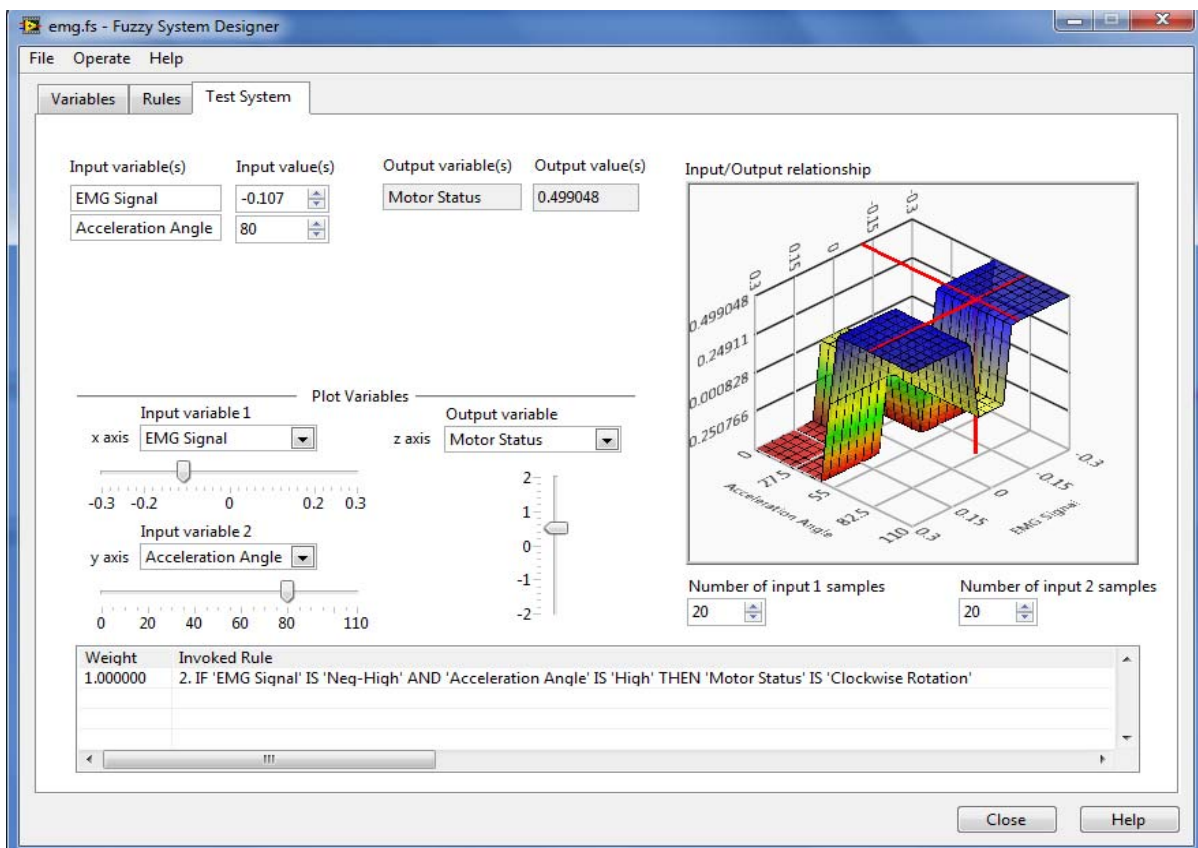 emg.fs - Fuzzy System Designer
File Operate Help
Variables Rules Test System
Input variable(s) Input value(s) Output variable(s) Output value(s) Input/Output relationship
EMG Signal -0.107 Motor Status 0.499048
Acceleration Angle 80
-0.3
-0.15
0
0.15
0.3
0.499048
0.24911
0.000828
0.250766
0
27.5
55
82.5
110
Acceleration Angle
0.3
0.15
0
-0.15
-0.3
EMG Signal
Plot Variables
Input variable 1 Output variable
x axis EMG Signal z axis Motor Status
-0.3 -0.2 0 0.2 0.3
Input variable 2
y axis Acceleration Angle
0 20 40 60 80 110
2
1
0
-1
-2
Number of input 1 samples Number of input 2 samples
20 20
Weight Invoked Rule
1.000000 2. IF 'EMG Signal' IS 'Neg-High' AND 'Acceleration Angle' IS 'High' THEN 'Motor Status' IS 'Clockwise Rotation'
Close Help